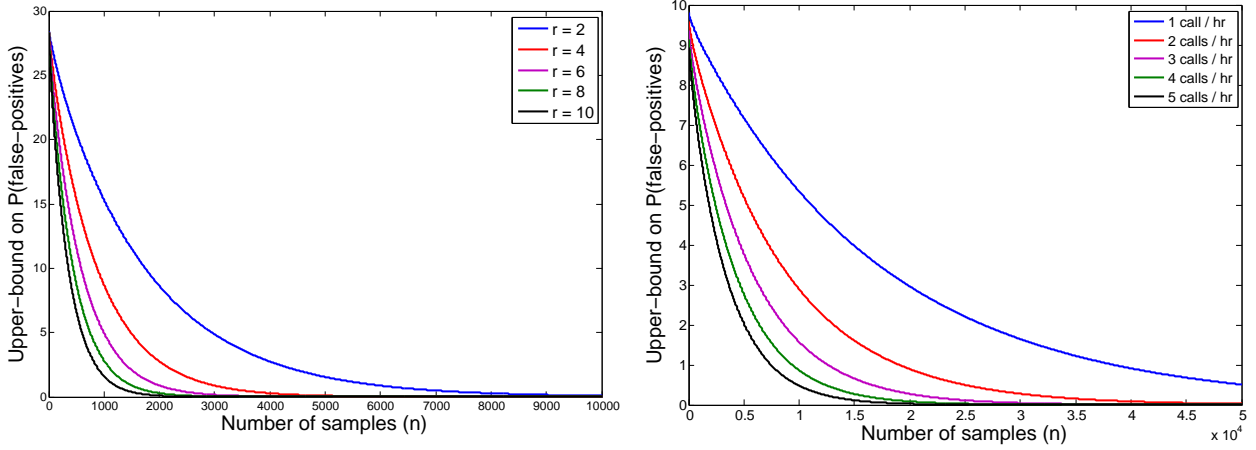 Upper−bound on P(false−positives)
30
25
20
15
10
5
0
0 1000 2000 3000 4000 5000 6000 7000 8000 9000 10000
Number of samples (n)
r = 2
r = 4
r = 6
r = 8
r = 10
Upper−bound on P(false−positives)
10
9
8
7
6
5
4
3
2
1
0
0 0.5 1 1.5 2 2.5 3 3.5 4 4.5 5
x 10^4
Number of samples (n)
1 call / hr
2 calls / hr
3 calls / hr
4 calls / hr
5 calls / hr